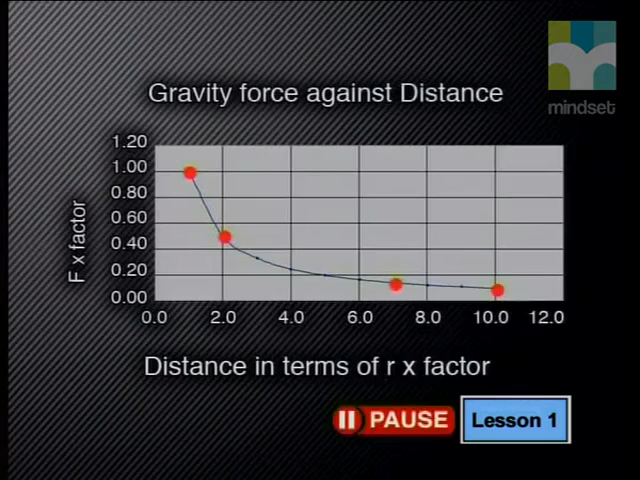 mindset
Gravity force against Distance
1.20
1.00
0.80
0.60
0.40
0.20
0.00
F x factor
0.0 2.0 4.0 6.0 8.0 10.0 12.0
Distance in terms of r x factor
PAUSE
Lesson 1